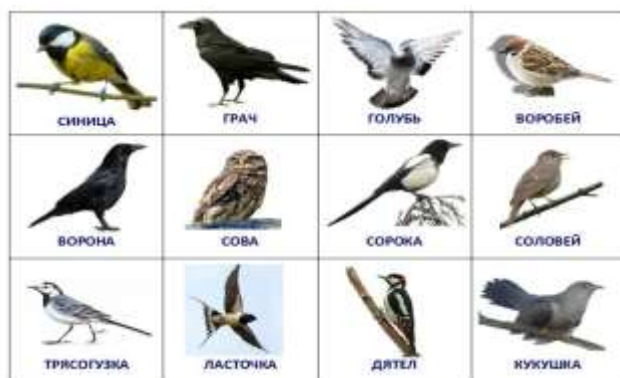 СИНИЦА
ГРАЧ
ГОЛУБЬ
ВОРОБЕЙ
ВОРОНА
СОВА
СОРОКА
СОЛОВЕЙ
ТРЯСОГУЗКА
ЛАСТОЧКА
ДЯТЕЛ
КУКУШКА